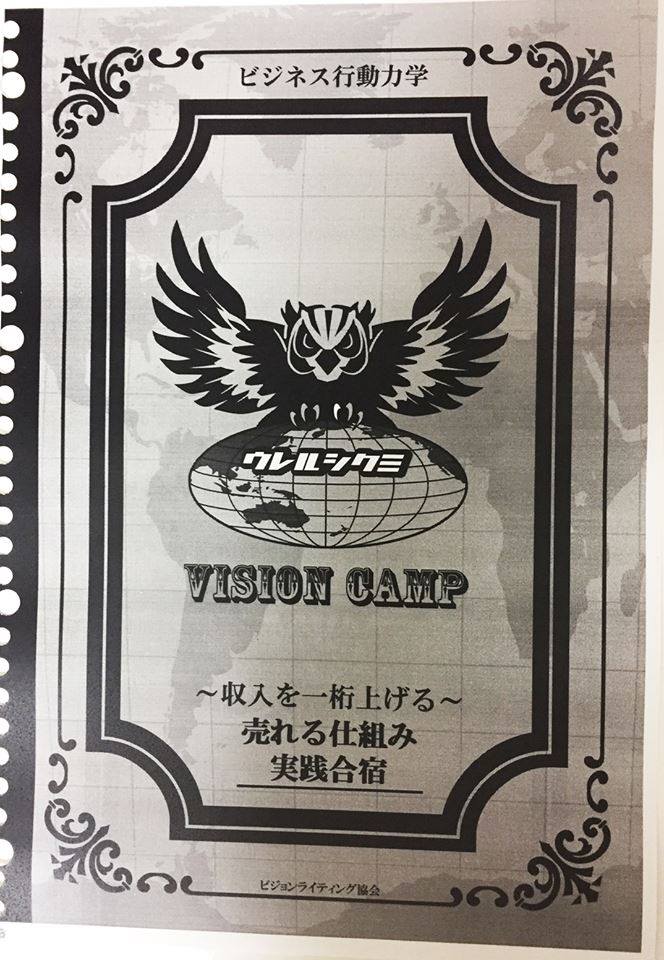 ビジネス行動力学
ウレルシクミ
VISION CAMP
～収入を一桁上げる～
売れる仕組み
実践合宿
ビジョンライティング協会